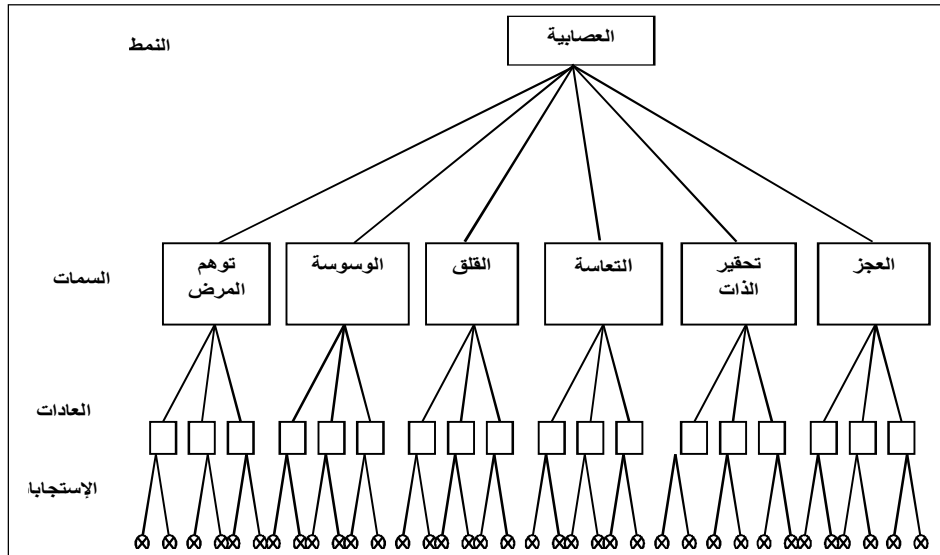 النمط
العصابية
السمات
العجز
تحقير
الذات
التعاسة
القلق
الوسوسة
توهم
المرض
العادات
الإستجابا